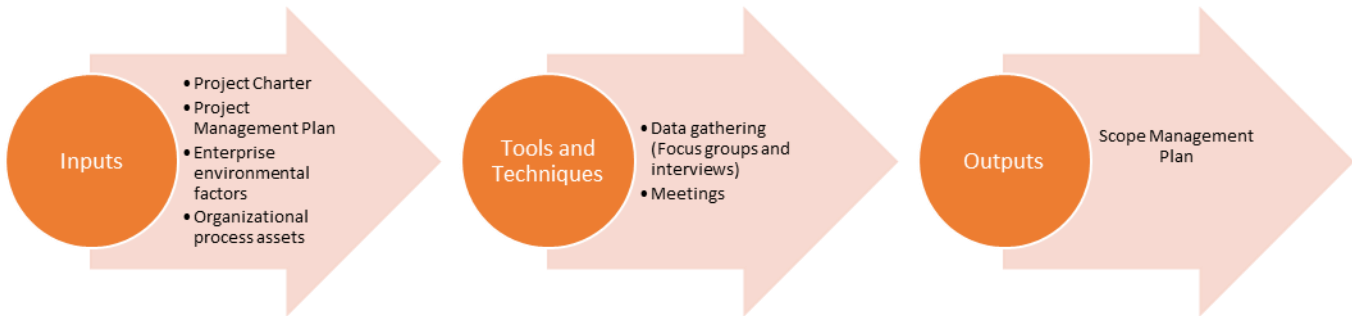 Inputs
• Project Charter
• Project
Management Plan
• Enterprise
environmental
factors
• Organizational
process assets
Tools and
Techniques
• Data gathering
(Focus groups and
interviews)
• Meetings
Outputs
Scope Management
Plan